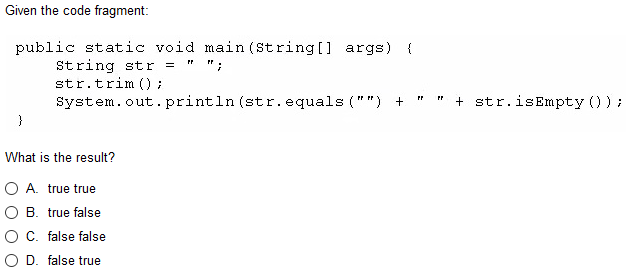 Given the code fragment:
public static void main(String[] args) {
String str = " ";
str.trim();
System.out.println(str.equals("") + " " + str.isEmpty());
}
What is the result?
A. true true
B. true false
C. false false
D. false true